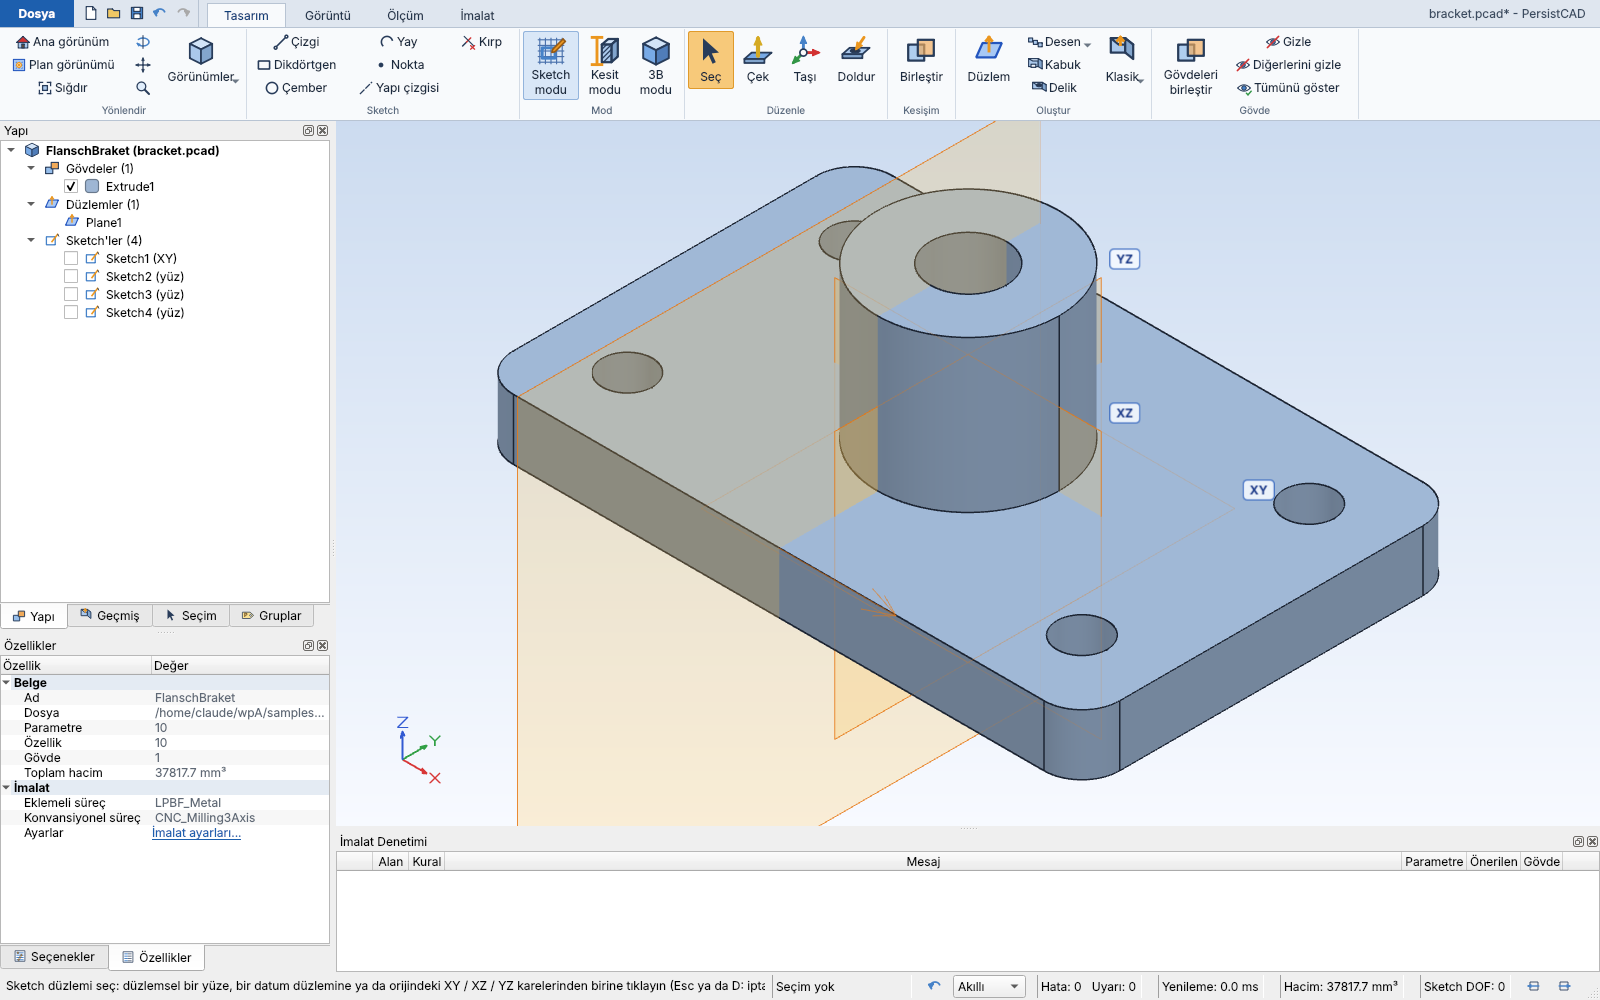 Dosya
Tasarım
Görüntü
Ölçüm
İmalat
bracket.pcad* - PersistCAD
Ana görünüm
Plan görünümü
Sığdır
Görünümler
Yönlendir
Çizgi
Dikdörtgen
Çember
Yay
Nokta
Yapı çizgisi
Kırp
Sketch
Sketch modu
Kesit modu
3B modu
Mod
Seç
Çek
Taşı
Doldur
Düzenle
Birleştir
Kesişim
Düzlem
Desen
Kabuk
Delik
Klasik
Oluştur
Gövdeleri birleştir
Gizle
Diğerlerini gizle
Tümünü göster
Gövde
Yapı
FlanschBraket (bracket.pcad)
Gövdeler (1)
Extrude1
Düzlemler (1)
Plane1
Sketch'ler (4)
Sketch1 (XY)
Sketch2 (yüz)
Sketch3 (yüz)
Sketch4 (yüz)
Yapı
Geçmiş
Seçim
Gruplar
Özellikler
Özellik Değer
Belge
Ad FlanschBraket
Dosya /home/claude/wpA/samples...
Parametre 10
Özellik 10
Gövde 1
Toplam hacim 37817.7 mm³
İmalat
Eklemeli süreç LPBF_Metal
Konvansiyonel süreç CNC_Milling3Axis
Ayarlar İmalat ayarları...
Seçenekler
Özellikler
YZ
XZ
XY
Z
Y
X
İmalat Denetimi
Alan Kural Mesaj Parametre Önerilen Gövde
Sketch düzlemi seç: düzlemsel bir yüze, bir datum düzlemine ya da orijindeki XY / XZ / YZ karelerinden birine tıklayın (Esc ya da D: ipta
Seçim yok
Akıllı
Hata: 0 Uyarı: 0
Yenileme: 0.0 ms
Hacim: 37817.7 mm³
Sketch DOF: 0